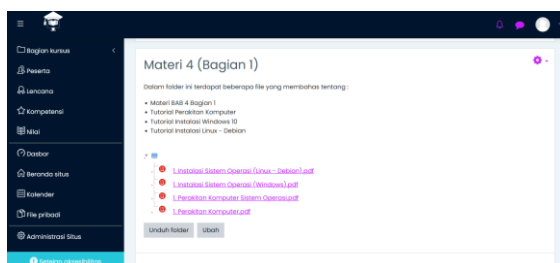 Bagian kursus
Peserta
Lencana
Kompetensi
Nilai
Dasbor
Beranda situs
Kalender
File pribadi
Administrasi Situs
Setelan aksesibilitas
Materi 4 (Bagian 1)
Dalam folder ini terdapat beberapa file yang membahas tentang :
Materi BAB 4 Bagian 1
Tutorial Perakitan Komputer
Tutorial Instalasi Windows 10
Tutorial Instalasi Linux - Debian
1. Instalasi Sistem Operasi (Linux - Debian).pdf
1. Instalasi Sistem Operasi (Windows).pdf
1. Perakitan Komputer Sistem Operasi.pdf
1. Perakitan Komputer.pdf
Unduh folder Ubah